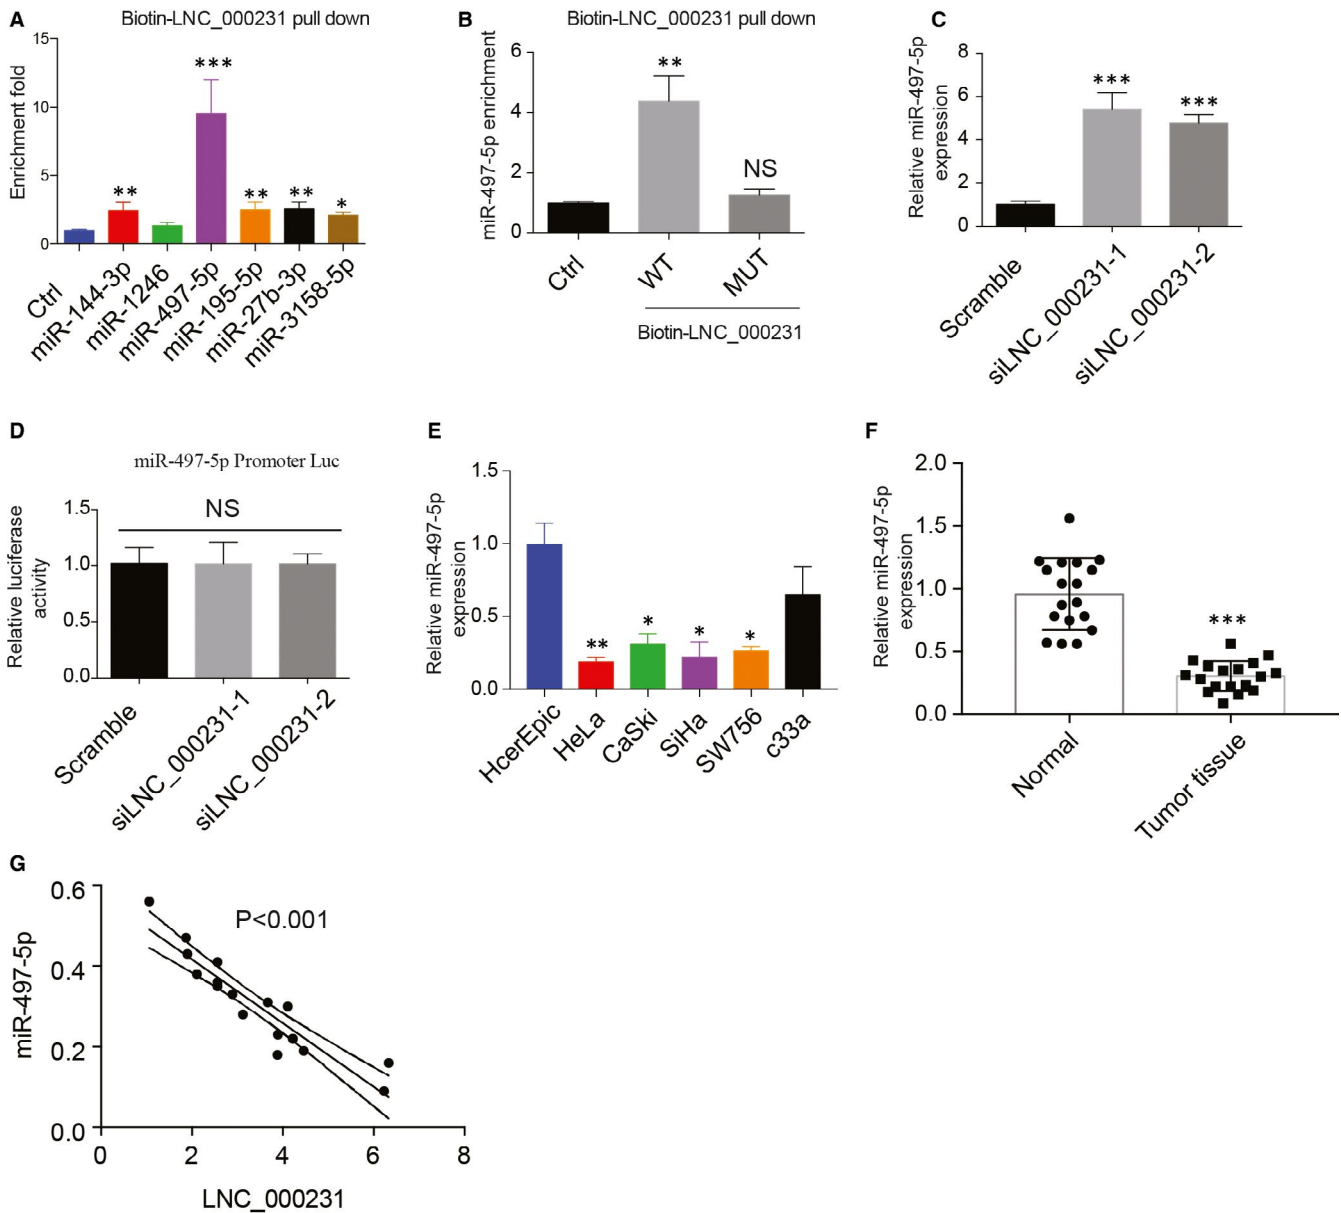 A
Biotin-LNC_000231 pull down
Enrichment fold
15
10
5
0
***
**
**
**
*
Ctrl
miR-144-3p
miR-1246
miR-497-5p
miR-195-5p
miR-27b-3p
miR-3158-5p
B
Biotin-LNC_000231 pull down
miR-497-5p enrichment
6
4
2
0
**
NS
Ctrl
WT
MUT
Biotin-LNC_000231
C
Relative miR-497-5p
expression
8
6
4
2
0
***
***
Scramble
siLNC_000231-1
siLNC_000231-2
D
miR-497-5p Promoter Luc
Relative luciferase
activity
1.5
1.0
0.5
0.0
NS
Scramble
siLNC_000231-1
siLNC_000231-2
E
Relative miR-497-5p
expression
1.5
1.0
0.5
0.0
**
*
*
*
HcerEpic
HeLa
CaSki
SiHa
SW756
c33a
F
Relative miR-497-5p
expression
2.0
1.5
1.0
0.5
0.0
***
Normal
Tumor tissue
G
miR-497-5p
0.6
0.4
0.2
0.0
P<0.001
0
2
4
6
8
LNC_000231